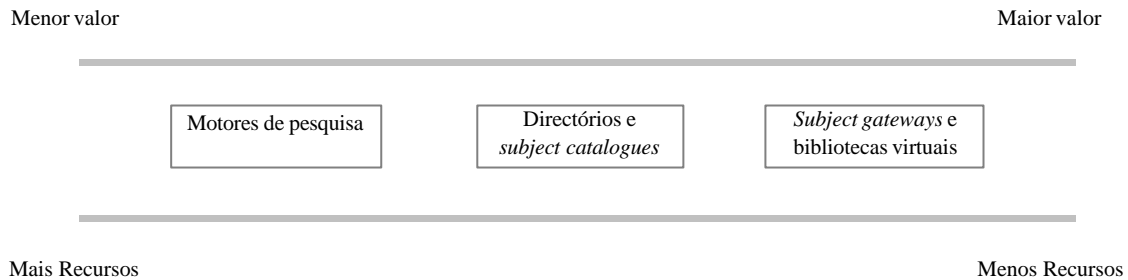 Menor valor
Maior valor
Motores de pesquisa
Directórios e
subject catalogues
Subject gateways e
bibliotecas virtuais
Mais Recursos
Menos Recursos